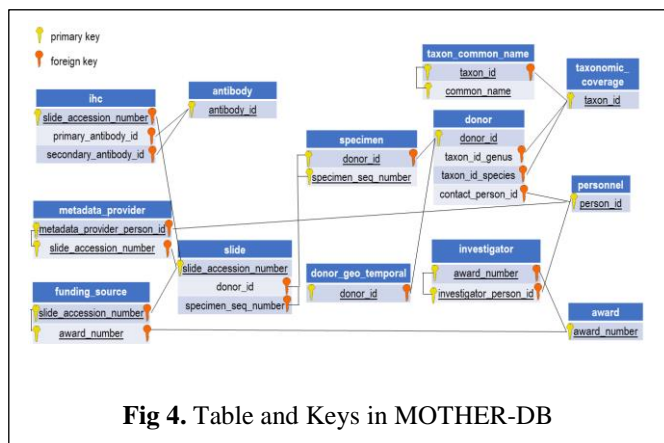 primary key
foreign key
ihc
slide_accession_number
primary_antibody_id
secondary_antibody_id
antibody
antibody_id
taxon_common_name
taxon_id
common_name
taxonomic_
coverage
taxon_id
specimen
donor_id
specimen_seq_number
donor
donor_id
taxon_id_genus
taxon_id_species
contact_person_id
personnel
person_id
metadata_provider
metadata_provider_person_id
slide_accession_number
slide
slide_accession_number
donor_id
specimen_seq_number
donor_geo_temporal
donor_id
investigator
award_number
investigator_person_id
funding_source
slide_accession_number
award_number
award
award_number
Fig 4. Table and Keys in MOTHER-DB